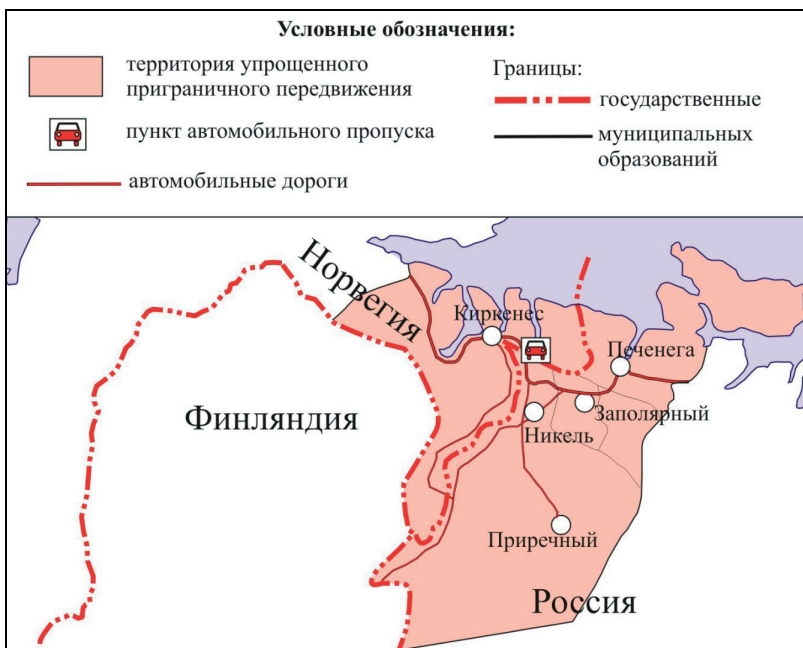 Условные обозначения:
территория упрощенного
приграничного передвижения
пункт автомобильного пропуска
автомобильные дороги
Границы:
государственные
муниципальных
образований
Норвегия
Киркенес
Печенега
Финляндия
Заполярный
Никель
Приречный
Россия